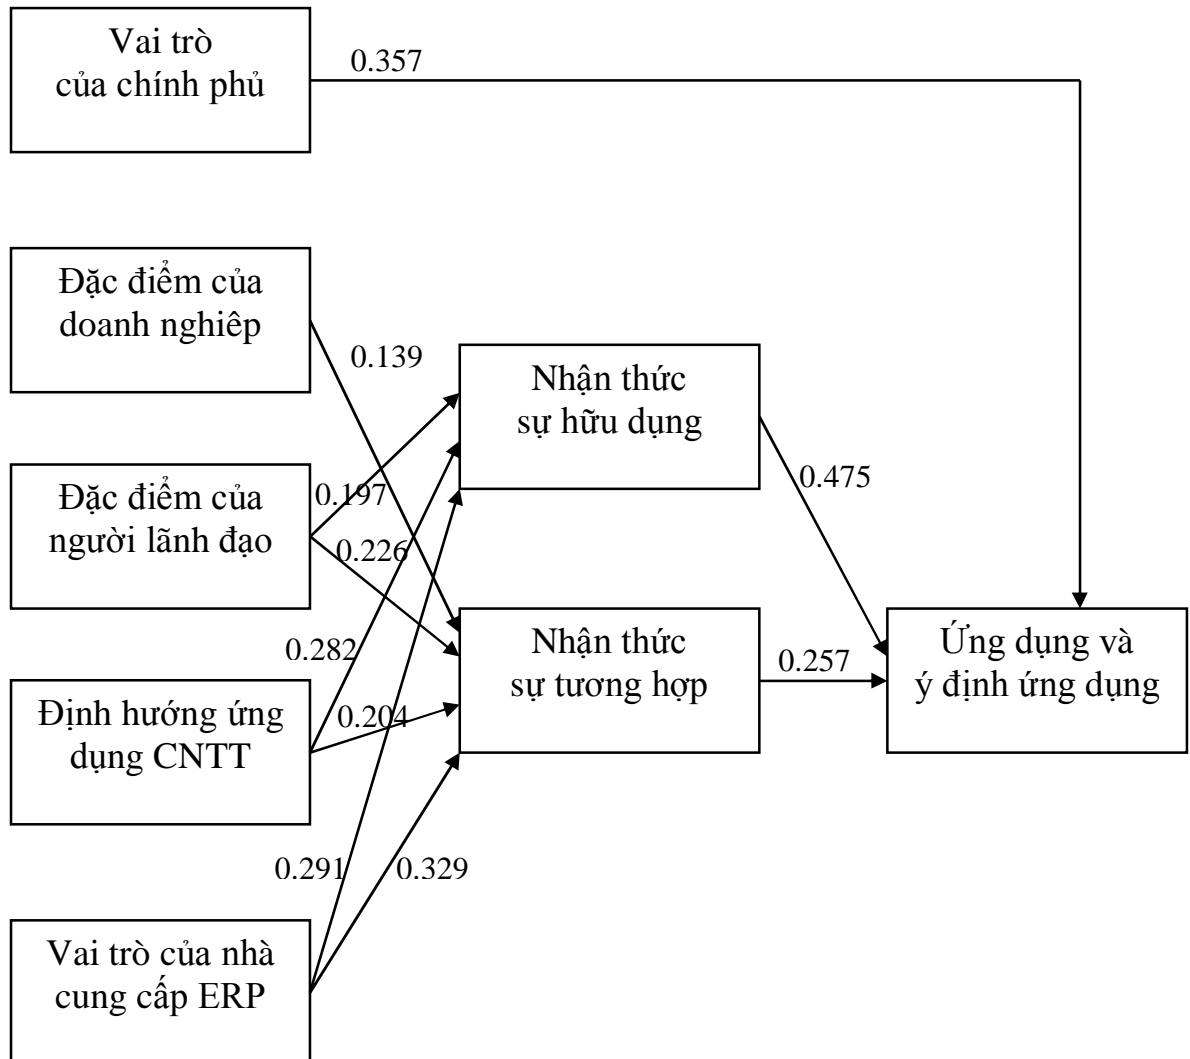 Vai trò
của chính phủ
0.357
Đặc điểm của
doanh nghiêp
0.139
Nhận thức
sự hữu dụng
0.475
Đặc điểm của
người lãnh đạo
0.197
0.226
0.282
Nhận thức
sự tương hợp
0.257
Ứng dụng và
ý định ứng dụng
Định hướng ứng
dụng CNTT
0.204
0.291
0.329
Vai trò của nhà
cung cấp ERP